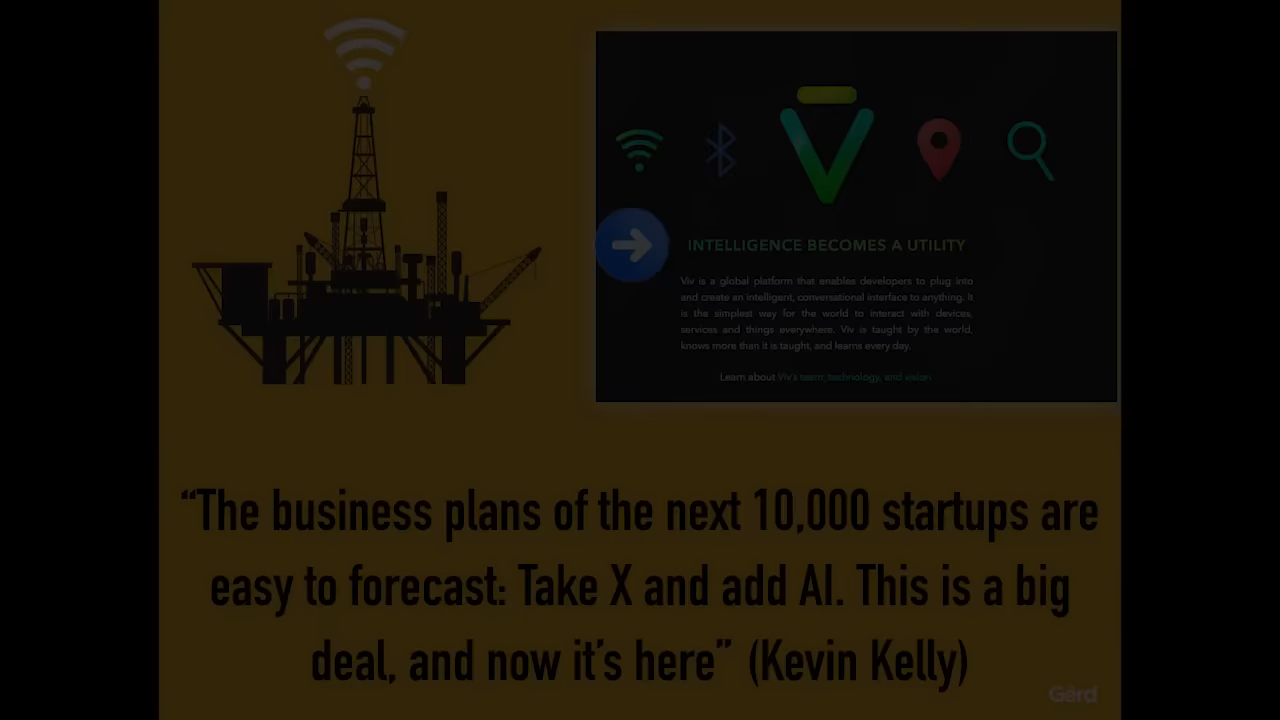 INTELLIGENCE BECOMES A UTILITY
Viv is a global platform that enables developers to plug into
and create an intelligent, conversational interface to anything. It
is the simplest way for the world to interact with devices,
services and things everywhere. Viv is taught by the world,
knows more than it is taught, and learns every day.
Learn about Viv's team, technology, and vision
“The business plans of the next 10,000 startups are
easy to forecast: Take X and add AI. This is a big
deal, and now it’s here” (Kevin Kelly)
Gerd